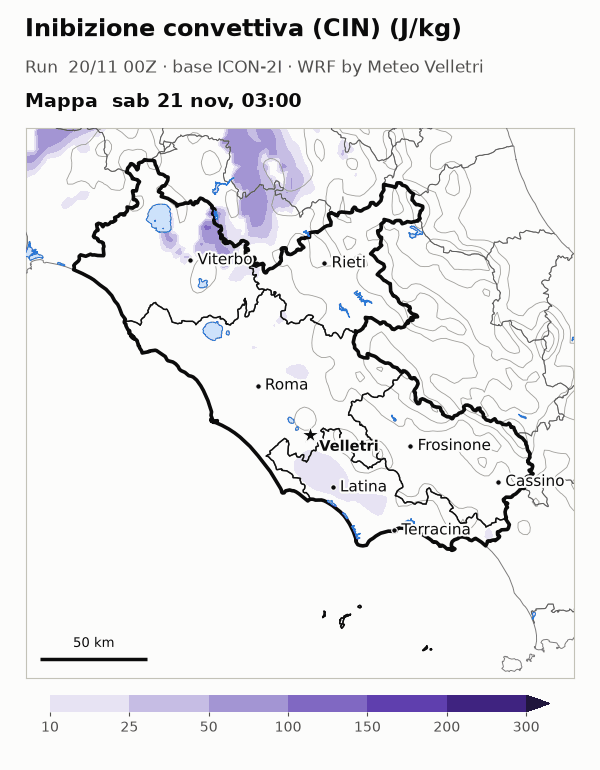 Inibizione convettiva (CIN) (J/kg)
Run  20/11 00Z · base ICON-2I · WRF by Meteo Velletri
Mappa  sab 21 nov, 03:00
Viterbo
Rieti
Roma
Velletri
Frosinone
Latina
Cassino
Terracina
50 km
10 25 50 100 150 200 300